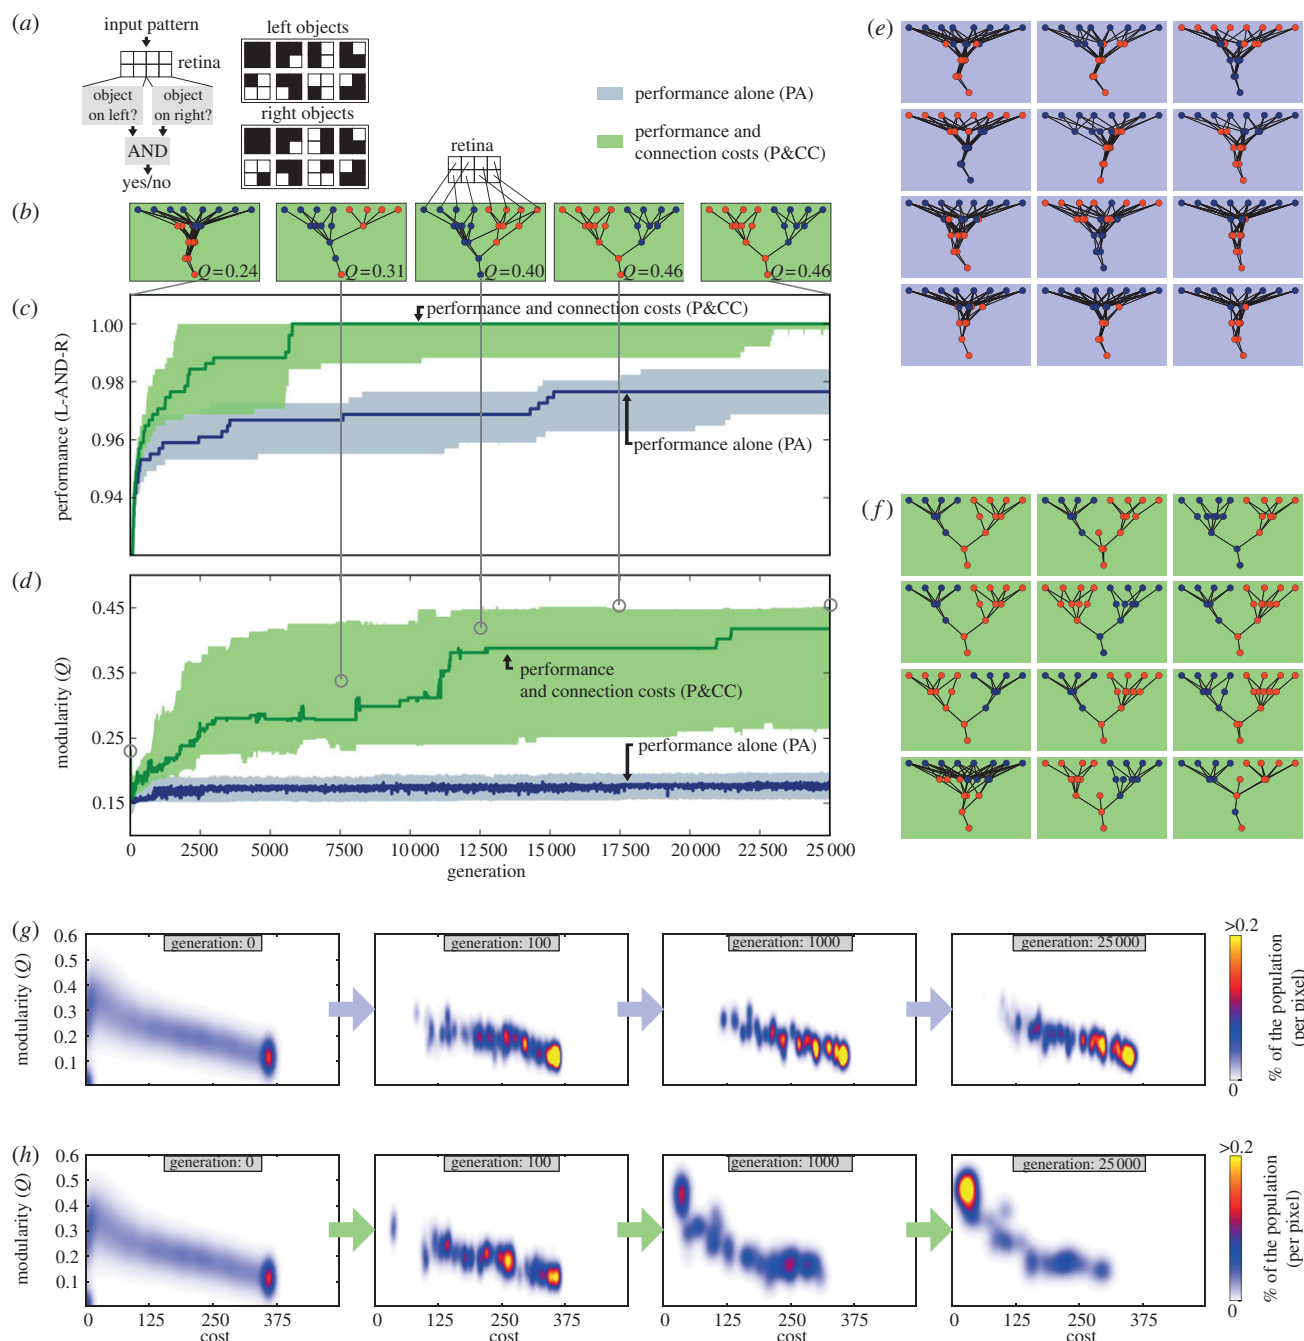 (a)
input pattern
retina
object on left?
object on right?
AND
yes/no
left objects
right objects
performance alone (PA)
performance and
connection costs (P&CC)
retina
(b)
Q=0.24
Q=0.31
Q=0.40
Q=0.46
Q=0.46
(c)
performance (L-AND-R)
1.00
0.98
0.96
0.94
performance and connection costs (P&CC)
performance alone (PA)
(d)
modularity (Q)
0.45
0.35
0.25
0.15
performance
and connection costs (P&CC)
performance alone (PA)
0 2500 5000 7500 10 000 12 500 15 000 17 500 20 000 22 500 25 000
generation
(e)
(f)
(g)
modularity (Q)
0.6
0.5
0.4
0.3
0.2
0.1
generation: 0
generation: 100
generation: 1000
generation: 25 000
>0.2
0
% of the population
(per pixel)
(h)
modularity (Q)
0.6
0.5
0.4
0.3
0.2
0.1
generation: 0
generation: 100
generation: 1000
generation: 25 000
0 125 250 375
cost
0 125 250 375
cost
0 125 250 375
cost
0 125 250 375
cost
>0.2
0
% of the population
(per pixel)